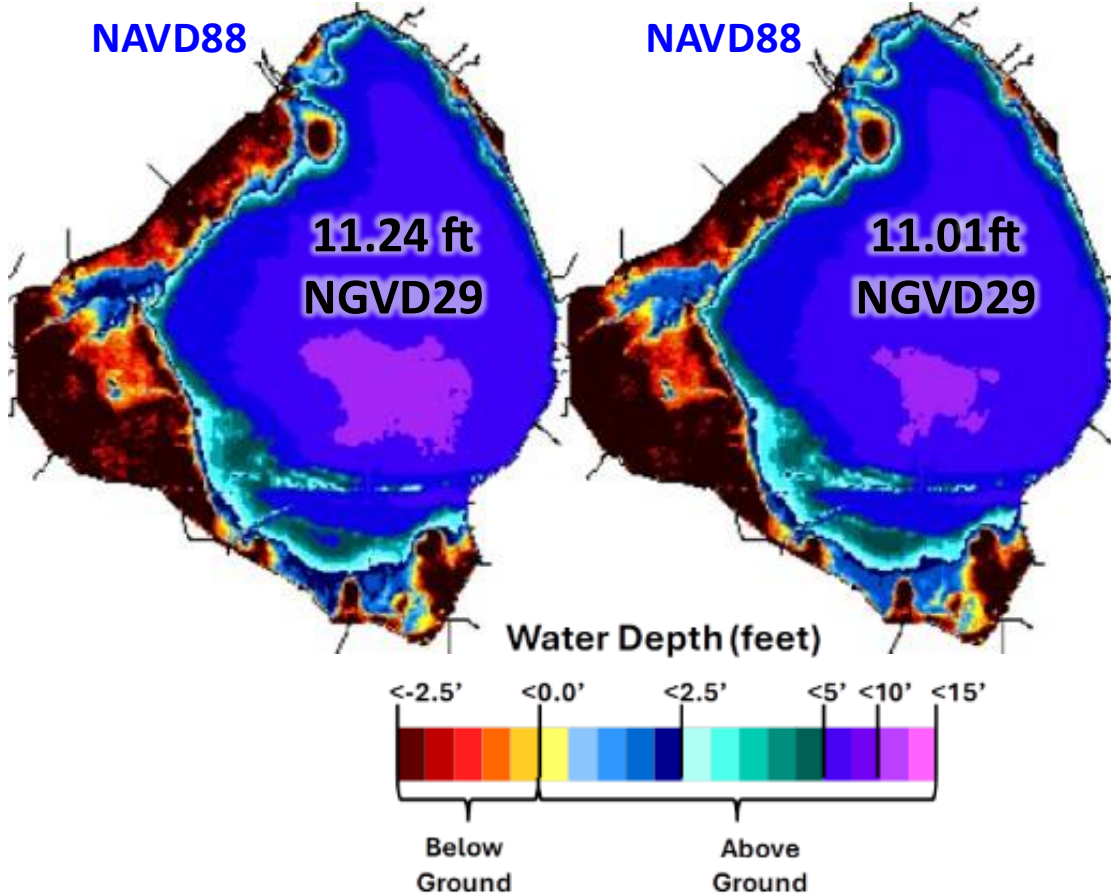 NAVD88
NAVD88
11.24 ft
NGVD29
11.01ft
NGVD29
Water Depth (feet)
<-2.5’ <0.0’ <2.5’ <5’ <10’ <15’
Below
Ground
Above
Ground